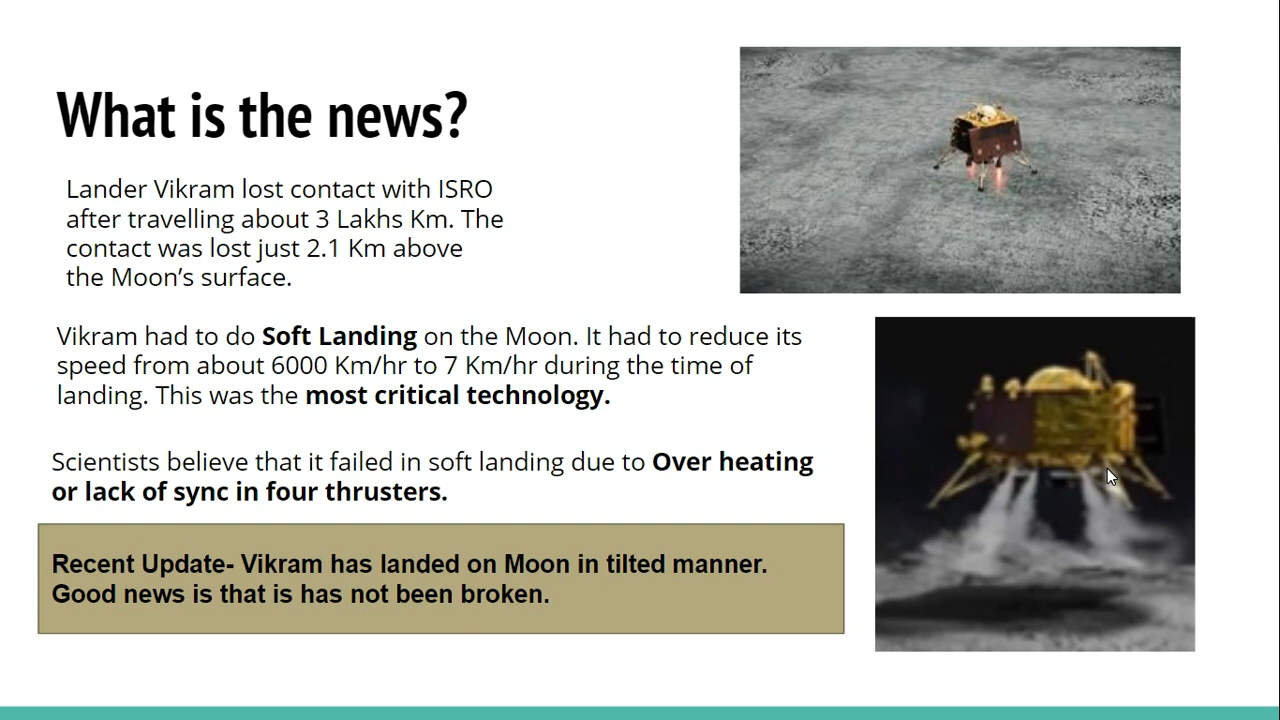 What is the news?
Lander Vikram lost contact with ISRO
after travelling about 3 Lakhs Km. The
contact was lost just 2.1 Km above
the Moon’s surface.
Vikram had to do Soft Landing on the Moon. It had to reduce its
speed from about 6000 Km/hr to 7 Km/hr during the time of
landing. This was the most critical technology.
Scientists believe that it failed in soft landing due to Over heating
or lack of sync in four thrusters.
Recent Update- Vikram has landed on Moon in tilted manner.
Good news is that is has not been broken.